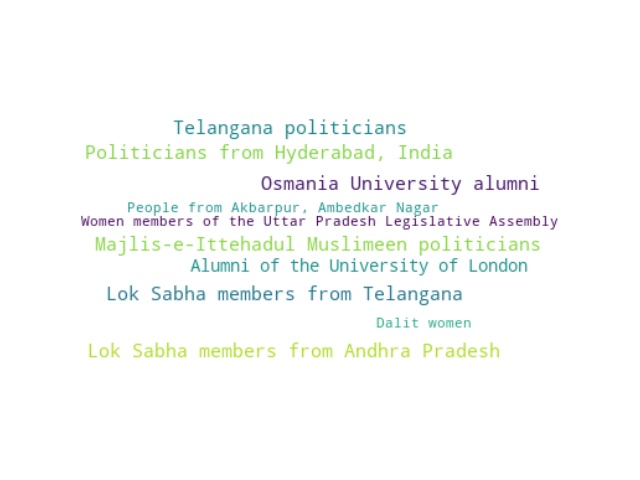 Telangana politicians
Politicians from Hyderabad, India
Osmania University alumni
People from Akbarpur, Ambedkar Nagar
Women members of the Uttar Pradesh Legislative Assembly
Majlis-e-Ittehadul Muslimeen politicians
Alumni of the University of London
Lok Sabha members from Telangana
Dalit women
Lok Sabha members from Andhra Pradesh